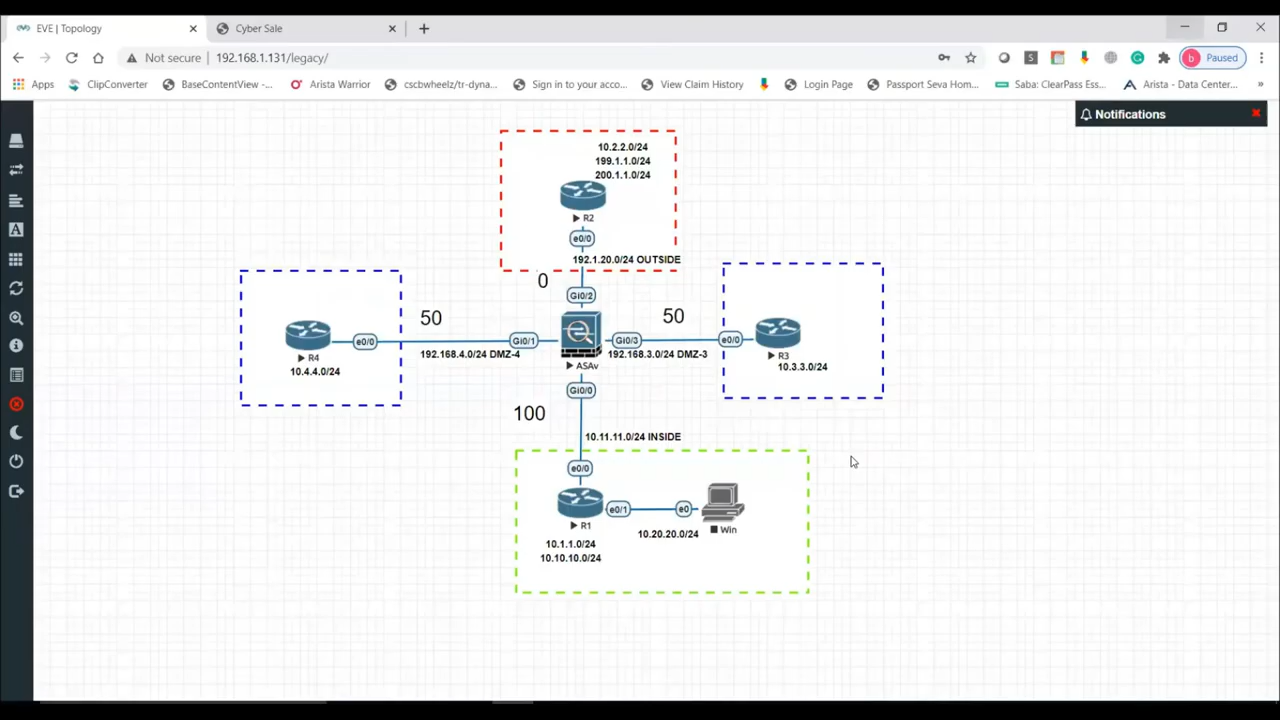 EVE | Topology
Cyber Sale
Not secure
192.168.1.131/legacy/
S
b
Paused
Apps
ClipConverter
BaseContentView -...
Arista Warrior
cscbwheelz/tr-dyna...
Sign in to your acco...
View Claim History
Login Page
Passport Seva Hom...
Saba: ClearPass Ess...
Arista - Data Center...
»
Notifications
10.2.2.0/24
199.1.1.0/24
200.1.1.0/24
R2
e0/0
192.1.20.0/24 OUTSIDE
0
Gi0/2
50
50
R4
e0/0
Gi0/1
Gi0/3
e0/0
R3
192.168.4.0/24 DMZ-4
192.168.3.0/24 DMZ-3
10.4.4.0/24
ASAv
10.3.3.0/24
Gi0/0
100
10.11.11.0/24 INSIDE
e0/0
e0/1
e0
R1
Win
10.20.20.0/24
10.1.1.0/24
10.10.10.0/24